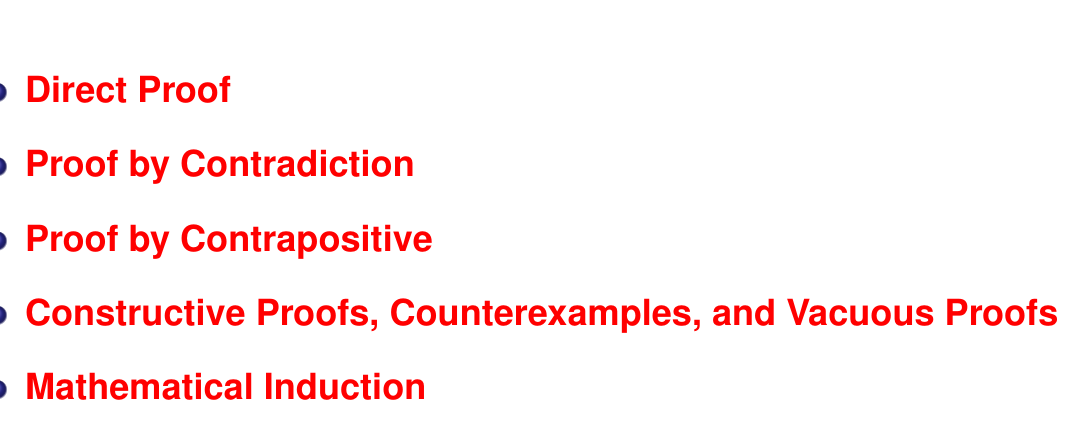 Direct Proof
Proof by Contradiction
Proof by Contrapositive
Constructive Proofs, Counterexamples, and Vacuous Proofs
Mathematical Induction